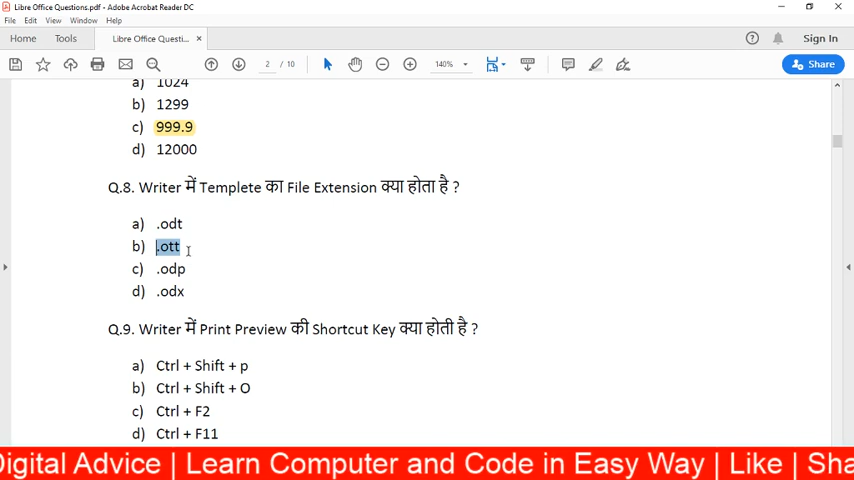 Libre Office Questions.pdf - Adobe Acrobat Reader DC
File Edit View Window Help
Home Tools Libre Office Questi... × Sign In
2 / 10 140% Share
a) 1024
b) 1299
c) 999.9
d) 12000
Q.8. Writer में Templete का File Extension क्या होता है ?
a) .odt
b) .ott
c) .odp
d) .odx
Q.9. Writer में Print Preview की Shortcut Key क्या होती है ?
a) Ctrl + Shift + p
b) Ctrl + Shift + O
c) Ctrl + F2
d) Ctrl + F11
Digital Advice | Learn Computer and Code in Easy Way | Like | Sha